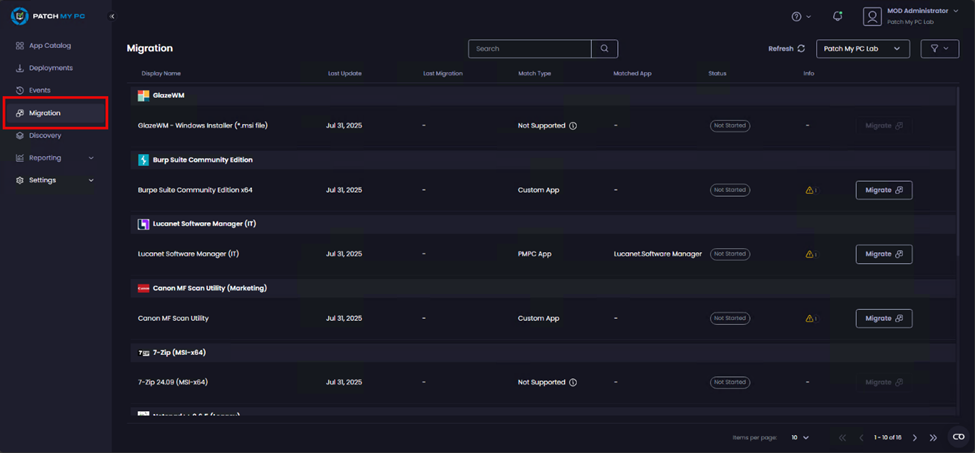 PATCH MY PC
MOD Administrator
Patch My PC Lab
App Catalog
Deployments
Events
Migration
Discovery
Reporting
Settings
Migration
Search
Refresh
Patch My PC Lab
Display Name Last Update Last Migration Match Type Matched App Status Info
GlazeWM
GlazeWM - Windows Installer (*.msi file) Jul 31, 2025 - Not Supported - Not Started - Migrate
Burp Suite Community Edition
Burpe Suite Community Edition x64 Jul 31, 2025 - Custom App - Not Started 1 Migrate
Lucanet Software Manager (IT)
Lucanet Software Manager (IT) Jul 31, 2025 - PMPC App Lucanet.Software Manager Not Started 1 Migrate
Canon MF Scan Utility (Marketing)
Canon MF Scan Utility Jul 31, 2025 - Custom App - Not Started 1 Migrate
7-Zip (MSI-x64)
7-Zip 24.09 (MSI-x64) Jul 31, 2025 - Not Supported - Not Started - Migrate
Items per page: 10 1 - 10 of 16